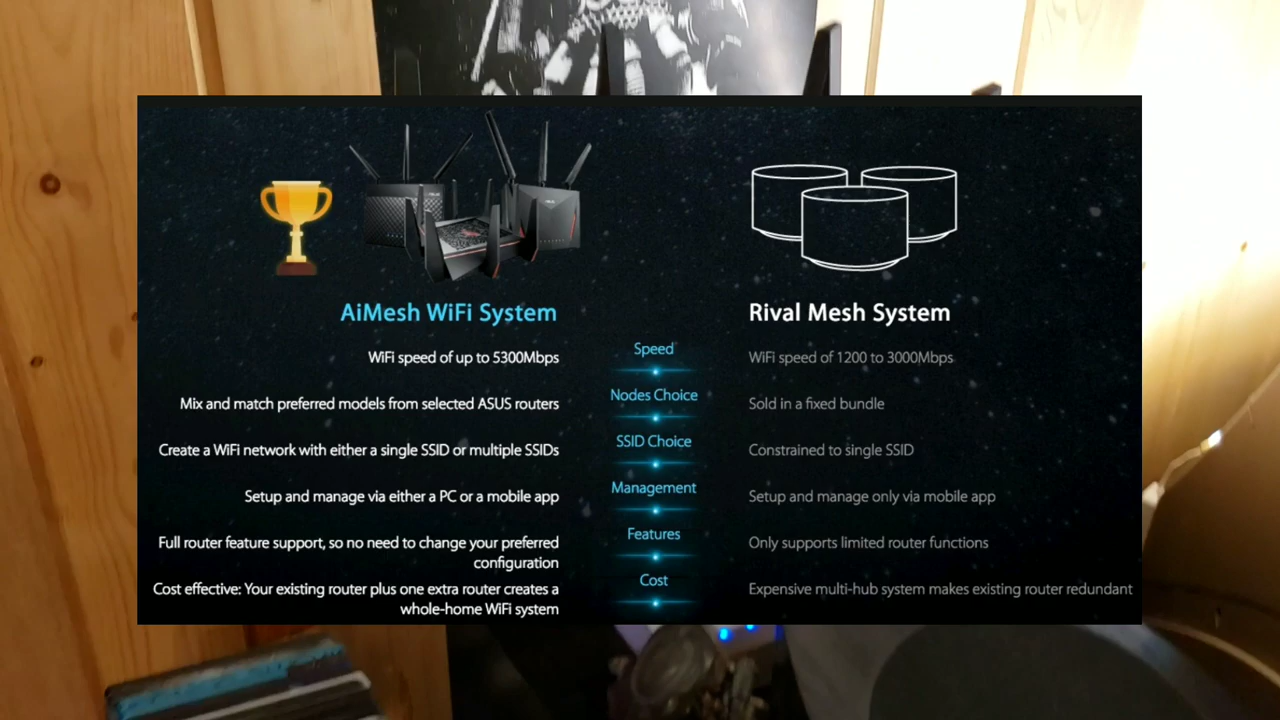 AiMesh WiFi System
Rival Mesh System
Speed
WiFi speed of up to 5300Mbps
WiFi speed of 1200 to 3000Mbps
Nodes Choice
Mix and match preferred models from selected ASUS routers
Sold in a fixed bundle
SSID Choice
Create a WiFi network with either a single SSID or multiple SSIDs
Constrained to single SSID
Management
Setup and manage via either a PC or a mobile app
Setup and manage only via mobile app
Features
Full router feature support, so no need to change your preferred
configuration
Only supports limited router functions
Cost
Cost effective: Your existing router plus one extra router creates a
whole-home WiFi system
Expensive multi-hub system makes existing router redundant